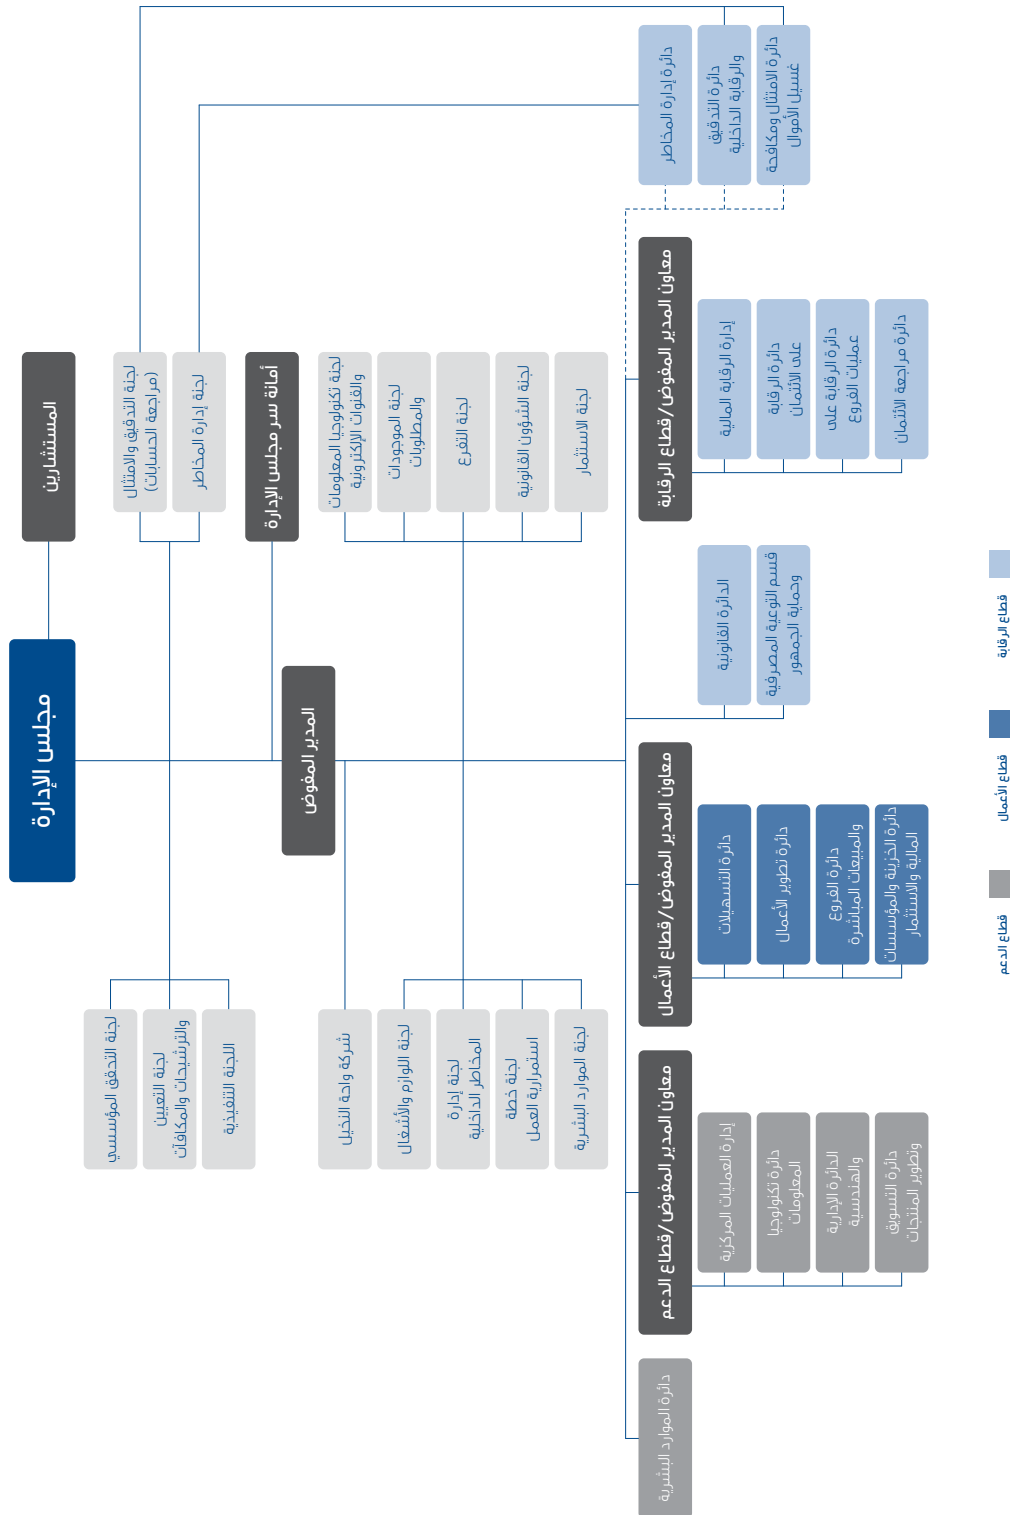 مجلس الإدارة
المستشارين
لجنة التدقيق والامتثال
(مراجعة الحسابات)
لجنة إدارة المخاطر
لجنة التحقق المؤسسي
لجنة التعيين
والترشيحات والمكافآت
اللجنة التنفيذية
أمانة سر مجلس الإدارة
المدير المفوض
لجنة تكنولوجيا المعلومات
والقنوات الإلكترونية
لجنة الموجودات
والمطلوبات
لجنة التفرع
لجنة الشؤون القانونية
لجنة الاستثمار
شركة واحة النخيل
لجنة اللوازم والأشغال
لجنة إدارة
المخاطر الداخلية
لجنة خطة
استمرارية العمل
لجنة الموارد البشرية
دائرة إدارة المخاطر
دائرة التدقيق
والرقابة الداخلية
دائرة الامتثال ومكافحة
غسيل الأموال
معاون المدير المفوض/قطاع الرقابة
إدارة الرقابة المالية
دائرة الرقابة
على الائتمان
دائرة الرقابة على
عمليات الفروع
دائرة مراجعة الائتمان
الدائرة القانونية
قسم التوعية المصرفية
وحماية الجمهور
معاون المدير المفوض/قطاع الأعمال
دائرة التسهيلات
دائرة تطوير الأعمال
دائرة الفروع
والمبيعات المباشرة
دائرة الخزينة والمؤسسات
المالية والاستثمار
معاون المدير المفوض/قطاع الدعم
إدارة العمليات المركزية
دائرة تكنولوجيا
المعلومات
الدائرة الإدارية
والهندسية
دائرة التسويق
وتطوير المنتجات
دائرة الموارد البشرية
قطاع الرقابة
قطاع الأعمال
قطاع الدعم